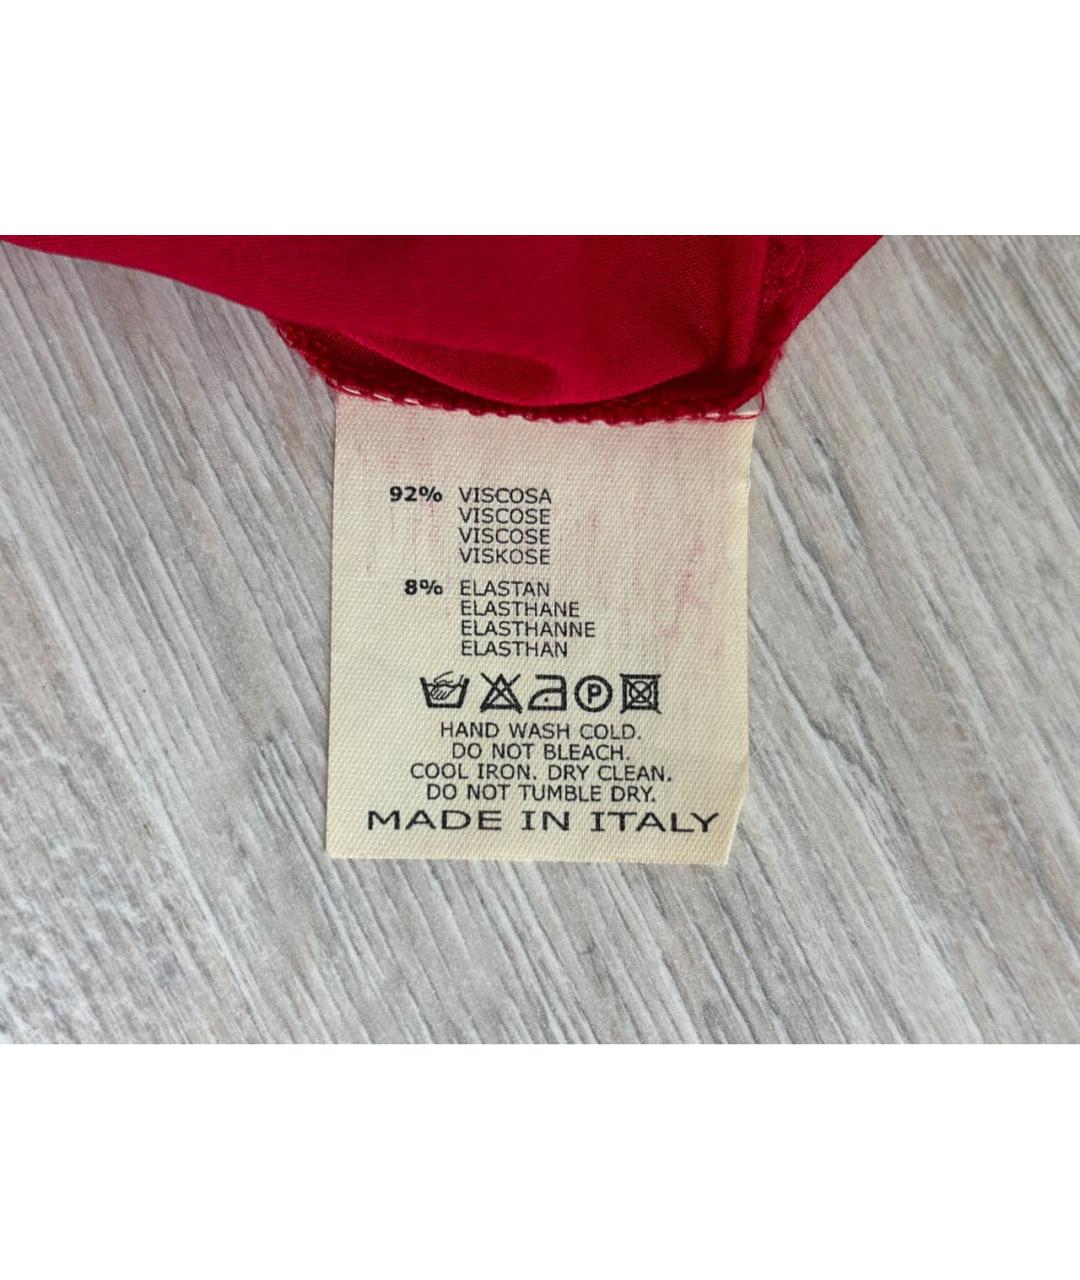 92% VISCOSA
VISCOSE
VISCOSE
VISKOSE
8% ELASTAN
ELASTHANE
ELASTHANNE
ELASTHAN
P
HAND WASH COLD.
DO NOT BLEACH.
COOL IRON. DRY CLEAN.
DO NOT TUMBLE DRY.
MADE IN ITALY